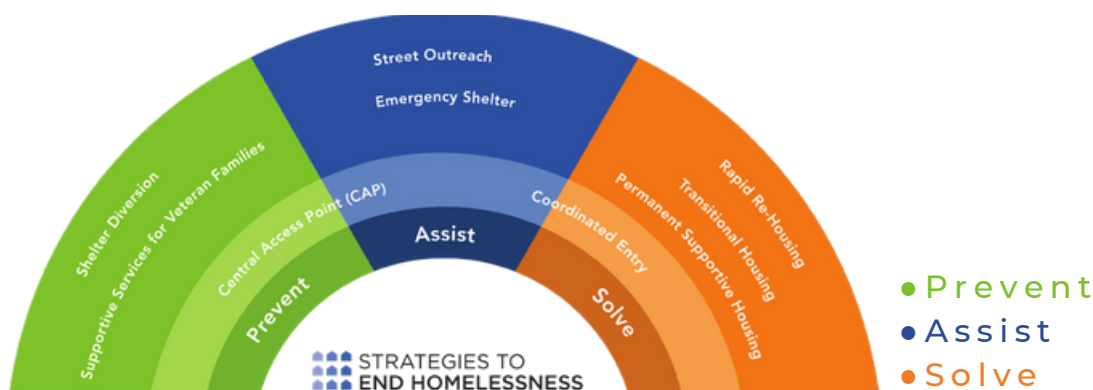 Street Outreach
Emergency Shelter
Shelter Diversion
Supportive Services for Veteran Families
Central Access Point (CAP)
Prevent
Assist
Coordinated Entry
Solve
Rapid Re-Housing
Transitional Housing
Permanent Supportive Housing
STRATEGIES TO
END HOMELESSNESS
• Prevent
• Assist
• Solve